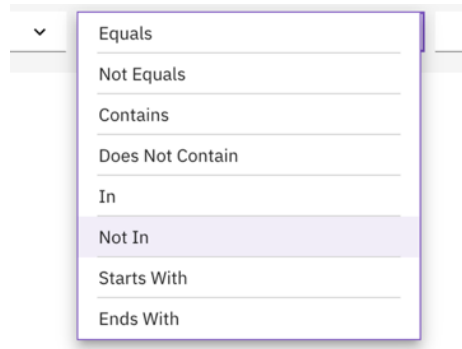 Equals
Not Equals
Contains
Does Not Contain
In
Not In
Starts With
Ends With